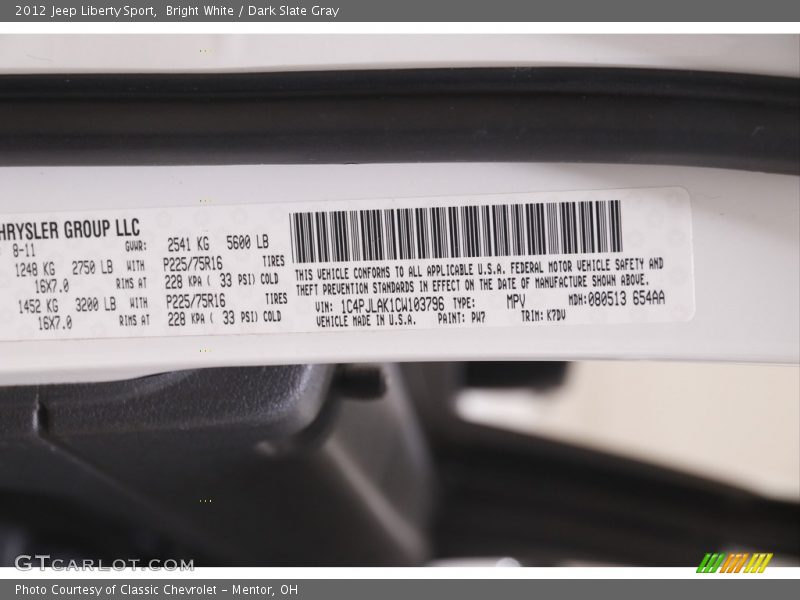 2012 Jeep Liberty Sport,  Bright White / Dark Slate Gray
HRYSLER GROUP LLC
8-11 GVWR: 2541 KG 5600 LB
1248 KG 2750 LB WITH P225/75R16 TIRES
16X7.0 RIMS AT 228 KPA ( 33 PSI) COLD
1452 KG 3200 LB WITH P225/75R16 TIRES
16X7.0 RIMS AT 228 KPA ( 33 PSI) COLD
THIS VEHICLE CONFORMS TO ALL APPLICABLE U.S.A. FEDERAL MOTOR VEHICLE SAFETY AND
THEFT PREVENTION STANDARDS IN EFFECT ON THE DATE OF MANUFACTURE SHOWN ABOVE.
VIN: 1C4PJLAK1CW103796 TYPE: MPV MDH:080513 654AA
VEHICLE MADE IN U.S.A. PAINT: PW7 TRIM: K7DV
GTCARLOT.COM
Photo Courtesy of Classic Chevrolet - Mentor, OH